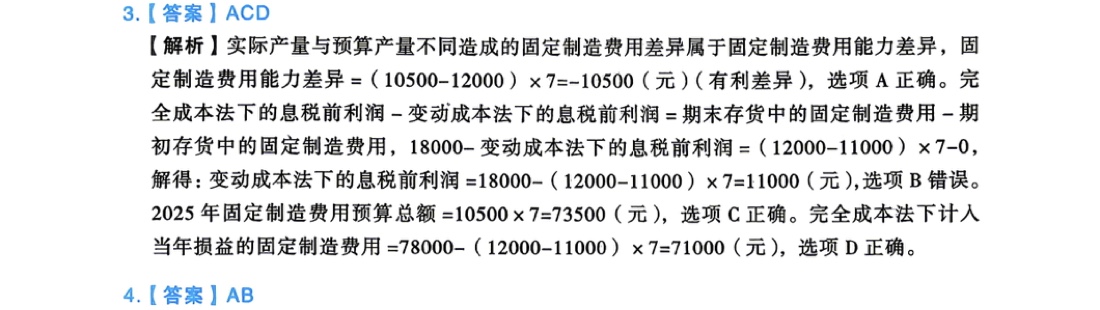 3.【答案】ACD
【解析】实际产量与预算产量不同造成的固定制造费用差异属于固定制造费用能力差异，固
定制造费用能力差异=（10500-12000）×7=-10500（元）（有利差异），选项 A 正确。完
全成本法下的息税前利润-变动成本法下的息税前利润=期末存货中的固定制造费用-期
初存货中的固定制造费用，18000-变动成本法下的息税前利润=（12000-11000）×7-0，
解得：变动成本法下的息税前利润=18000-（12000-11000）×7=11000（元），选项 B 错误。
2025 年固定制造费用预算总额=10500×7=73500（元），选项 C 正确。完全成本法下计入
当年损益的固定制造费用=78000-（12000-11000）×7=71000（元），选项 D 正确。
4.【答案】AB